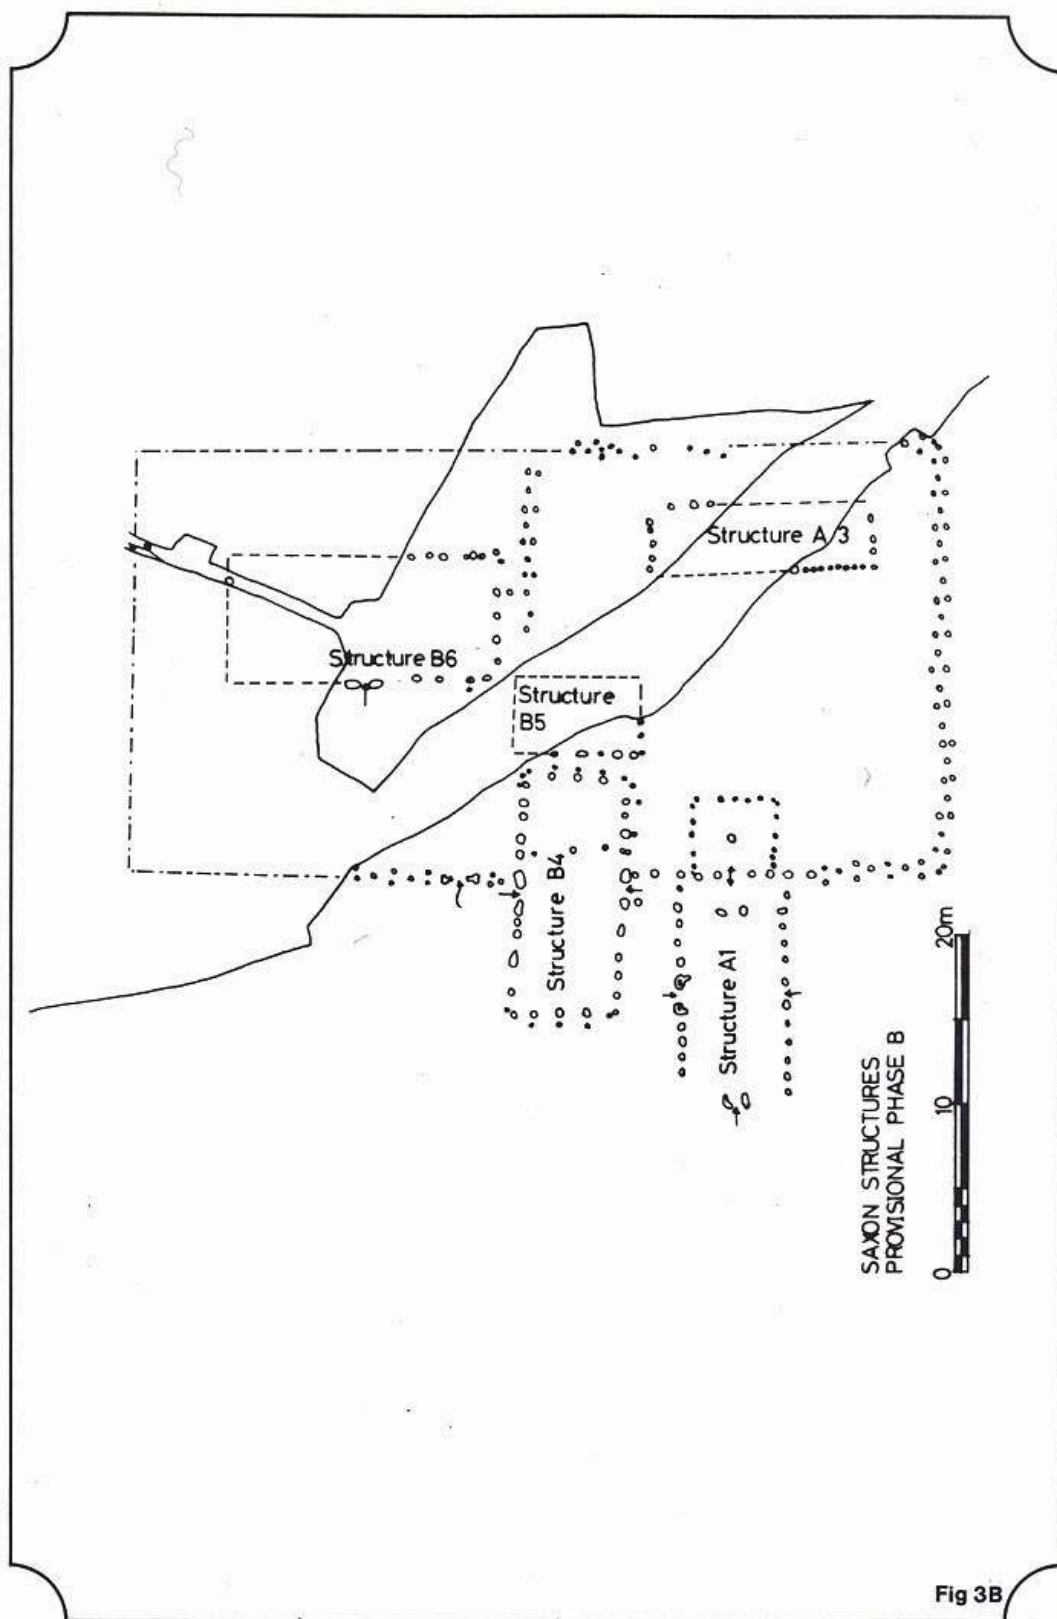 Structure A 3
Structure B6
Structure
B5
Structure B4
Structure A1
SAXON STRUCTURES
PROVISIONAL PHASE B
0 10 20m
Fig 3B